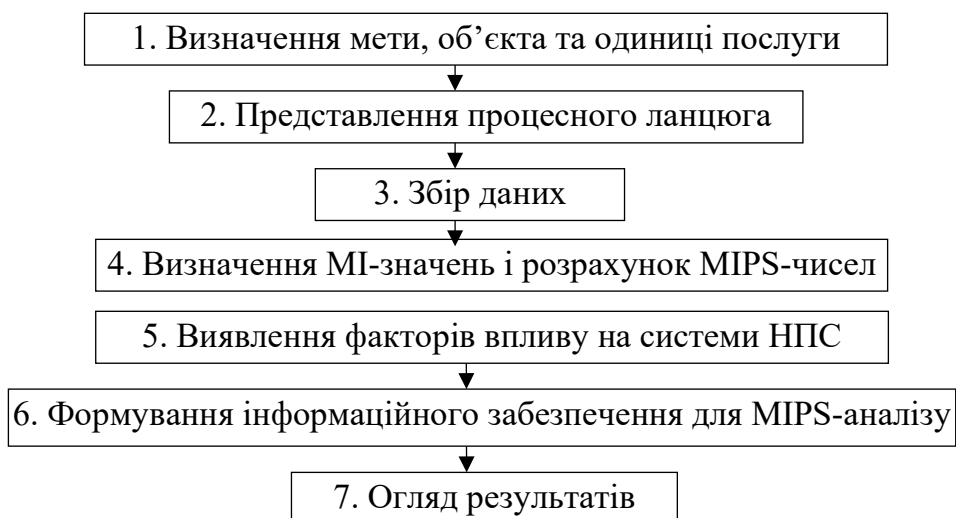 1. Визначення мети, об’єкта та одиниці послуги
2. Представлення процесного ланцюга
3. Збір даних
4. Визначення МІ-значень і розрахунок MIPS-чисел
5. Виявлення факторів впливу на системи НПС
6. Формування інформаційного забезпечення для MIPS-аналізу
7. Огляд результатів